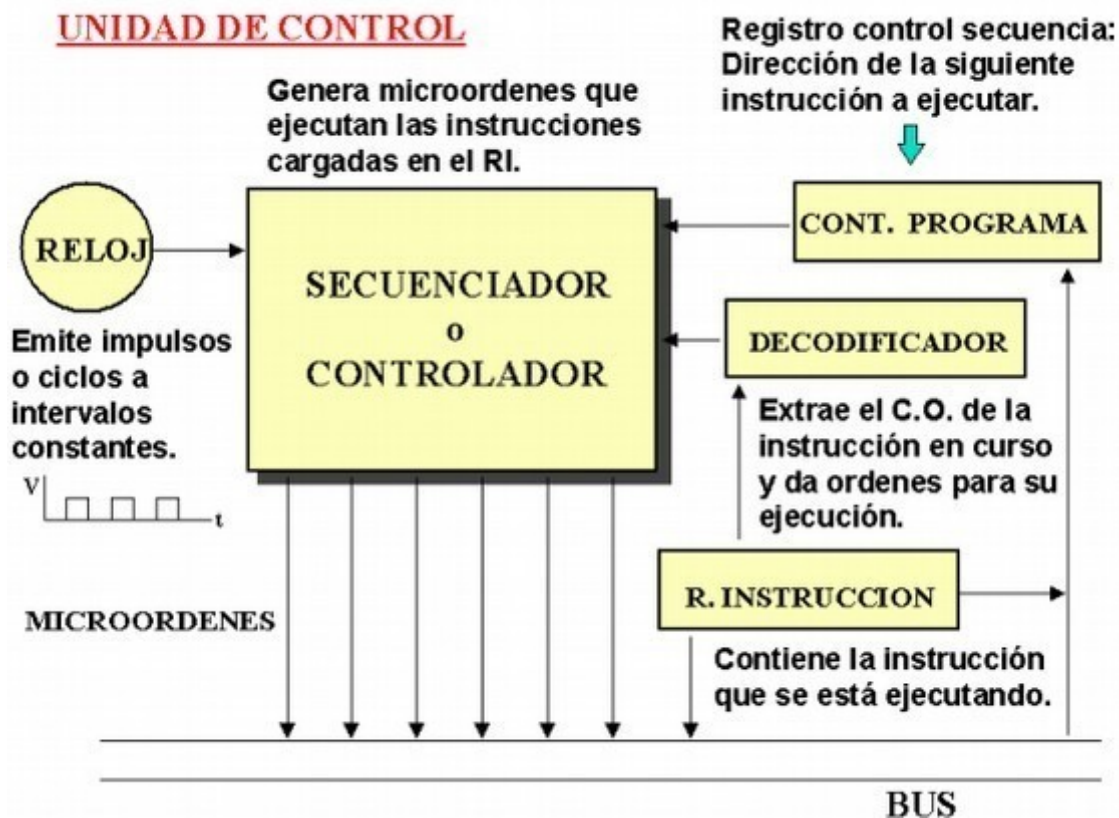 UNIDAD DE CONTROL
Registro control secuencia:
Dirección de la siguiente
instrucción a ejecutar.
Genera microordenes que
ejecutan las instrucciones
cargadas en el RI.
RELOJ
CONT. PROGRAMA
SECUENCIADOR
o
CONTROLADOR
DECODIFICADOR
Emite impulsos
o ciclos a
intervalos
constantes.
V
t
Extrae el C.O. de la
instrucción en curso
y da ordenes para su
ejecución.
R. INSTRUCCION
MICROORDENES
Contiene la instrucción
que se está ejecutando.
BUS